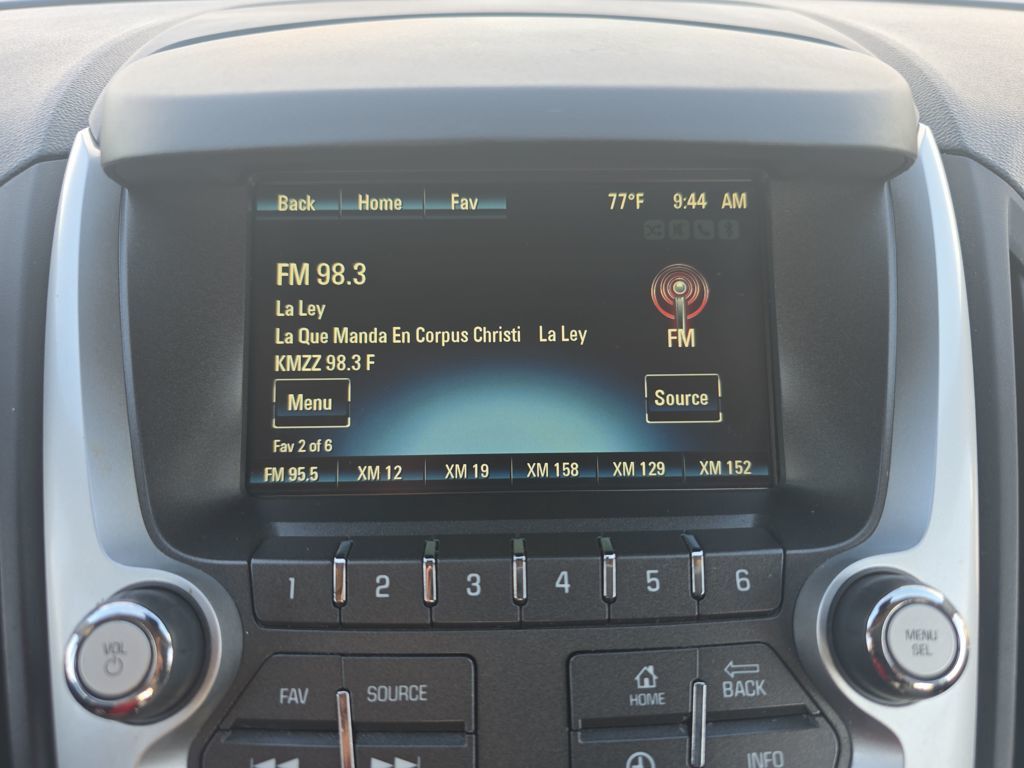 Back Home Fav 77°F 9:44 AM
FM 98.3
La Ley
La Que Manda En Corpus Christi La Ley
FM
KMZZ 98.3 F
Menu
Source
Fav 2 of 6
FM 95.5 XM 12 XM 19 XM 158 XM 129 XM 152
1 2 3 4 5 6
VOL
MENU
SEL
FAV SOURCE
HOME
BACK
INFO